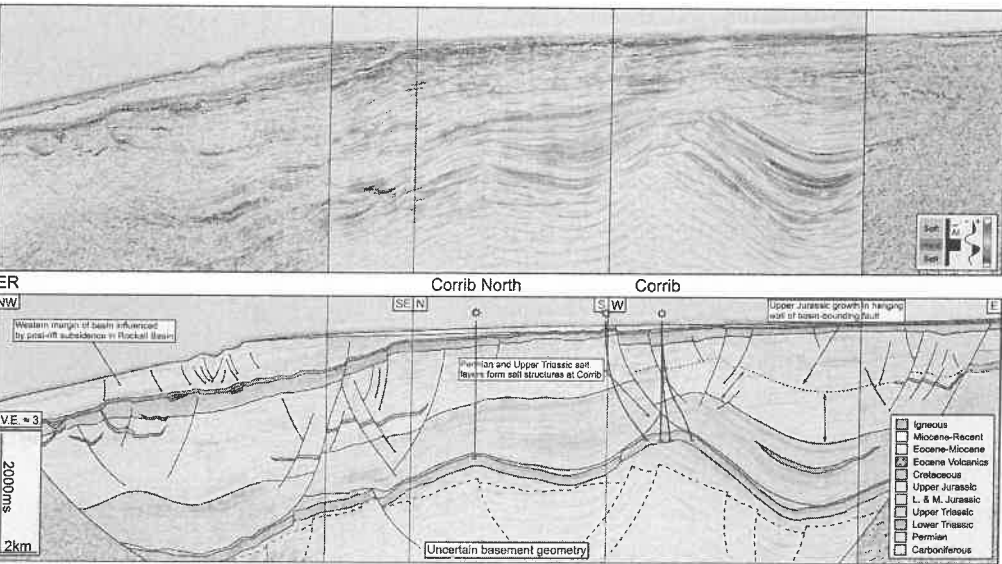 Salt
AI
Salt
ER
Corrib North
Corrib
NW
SE
N
S
W
E
Western margin of basin influenced
by post-rift subsidence in Rockall Basin
Upper Jurassic growth in hanging
wall of basin-bounding fault
Permian and Upper Triassic salt
layers form salt structures at Corrib
V.E. = 3
2000ms
2km
Uncertain basement geometry
Igneous
Miocene-Recent
Eocene-Miocene
Eocene Volcanics
Cretaceous
Upper Jurassic
L. & M. Jurassic
Upper Triassic
Lower Triassic
Permian
Carboniferous